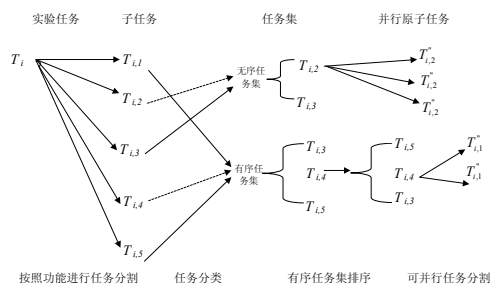 实验任务 子任务 任务集 并行原子任务
T_i
T_{i,1}
T_{i,2}
T_{i,3}
T_{i,4}
T_{i,5}
无序任
务集
T_{i,2}
T_{i,3}
有序任
务集
T_{i,3}
T_{i,4}
T_{i,5}
T_{i,5}
T_{i,4}
T_{i,3}
T''_{i,2}
T''_{i,2}
T''_{i,2}
T''_{i,1}
T''_{i,1}
按照功能进行任务分割 任务分类 有序任务集排序 可并行任务分割